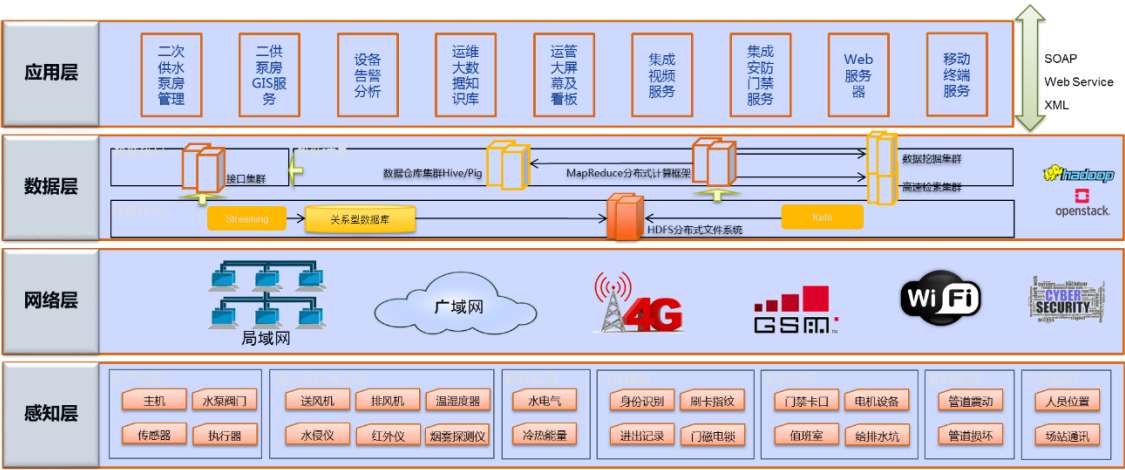 应用层
二次
供水
泵房
管理
二供
泵房
GIS服
务
设备
告警
分析
运维
大数
据知
识库
运管
大屏
幕及
看板
集成
视频
服务
集成
安防
门禁
服务
Web
服务
器
移动
终端
服务
SOAP
Web Service
XML
数据层
接口集群
数据仓库集群Hive/Pig
MapReduce分布式计算框架
数据挖掘集群
高速检索集群
Streaming
关系型数据库
HDFS分布式文件系统
Kafa
hadoop
openstack.
网络层
局域网
广域网
4G
GSM
WiFi
CYBER
SECURITY
感知层
主机
水泵阀门
送风机
排风机
温湿度器
水电气
身份识别
刷卡指纹
门禁卡口
电机设备
管道震动
人员位置
传感器
执行器
水侵仪
红外仪
烟雾探测仪
冷热能量
进出记录
门磁电锁
值班室
给排水坑
管道损坏
场站通讯